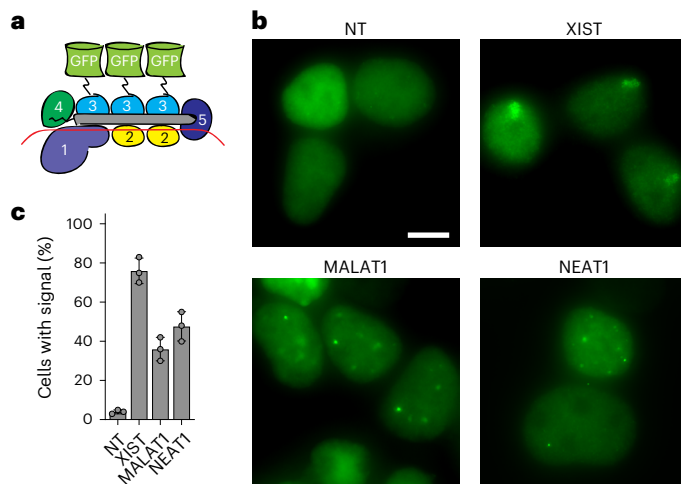 a
GFP GFP GFP
4 3 3 3 5
1 2 2
b
NT
XIST
MALAT1
NEAT1
c
Cells with signal (%)
100
80
60
40
20
0
NT
XIST
MALAT1
NEAT1